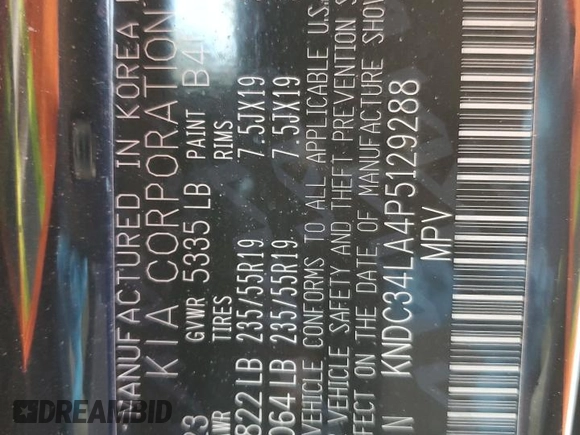 MANUFACTURED IN KOREA
KIA CORPORATION
23 GVWR 5335 LB PAINT B4
WR TIRES RIMS
822 LB 235/55R19 7.5JX19
064 LB 235/55R19 7.5JX19
VEHICLE CONFORMS TO ALL APPLICABLE U.S.
VEHICLE SAFETY AND THEFT PREVENTION S
FECT ON THE DATE OF MANUFACTURE SHOW
N KNDC34LA4P5129288
MPV
DREAMBID